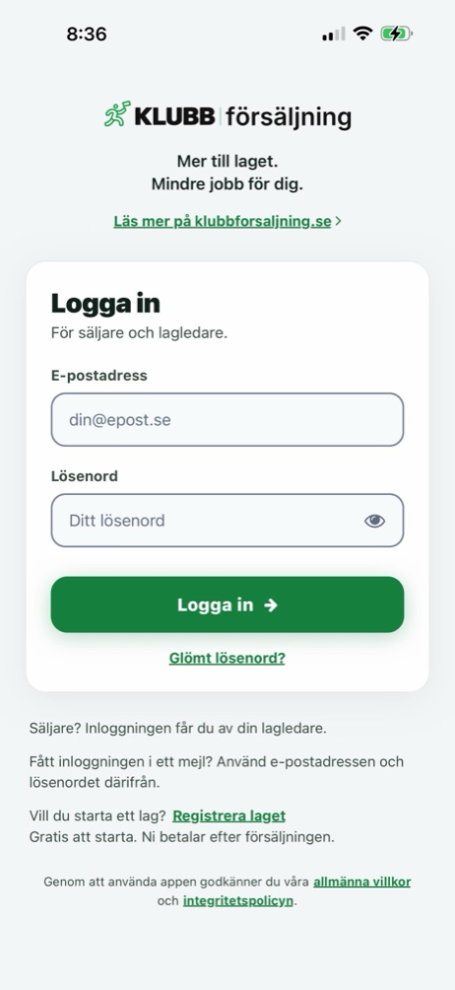 8:36
KLUBB försäljning
Mer till laget.
Mindre jobb för dig.
Läs mer på klubbforsaljning.se
Logga in
För säljare och lagledare.
E-postadress
din@epost.se
Lösenord
Ditt lösenord
Logga in →
Glömt lösenord?
Säljare? Inloggningen får du av din lagledare.
Fått inloggningen i ett mejl? Använd e-postadressen och
lösenordet därifrån.
Vill du starta ett lag? Registrera laget
Gratis att starta. Ni betalar efter försäljningen.
Genom att använda appen godkänner du våra allmänna villkor
och integritetspolicyn.